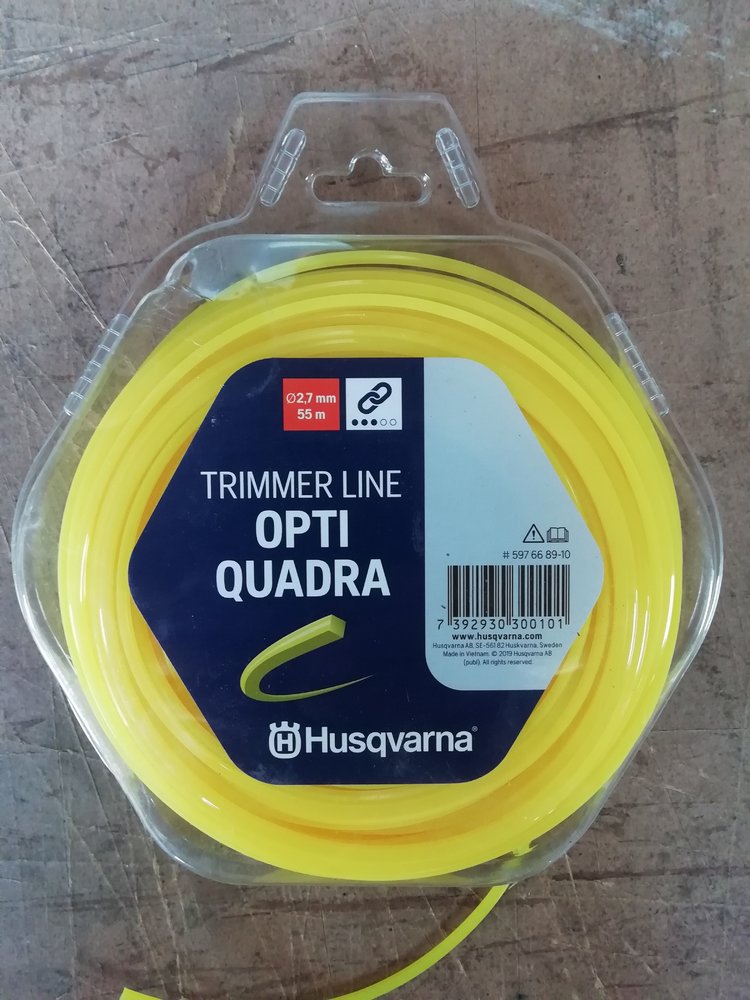 Ø2,7 mm
55 m
TRIMMER LINE
OPTI
QUADRA
Husqvarna®
# 597 66 89-10
7 392930 300101
www.husqvarna.com
Husqvarna AB, SE-561 82 Huskvarna, Sweden
Made in Vietnam. © 2019 Husqvarna AB
(publ). All rights reserved.